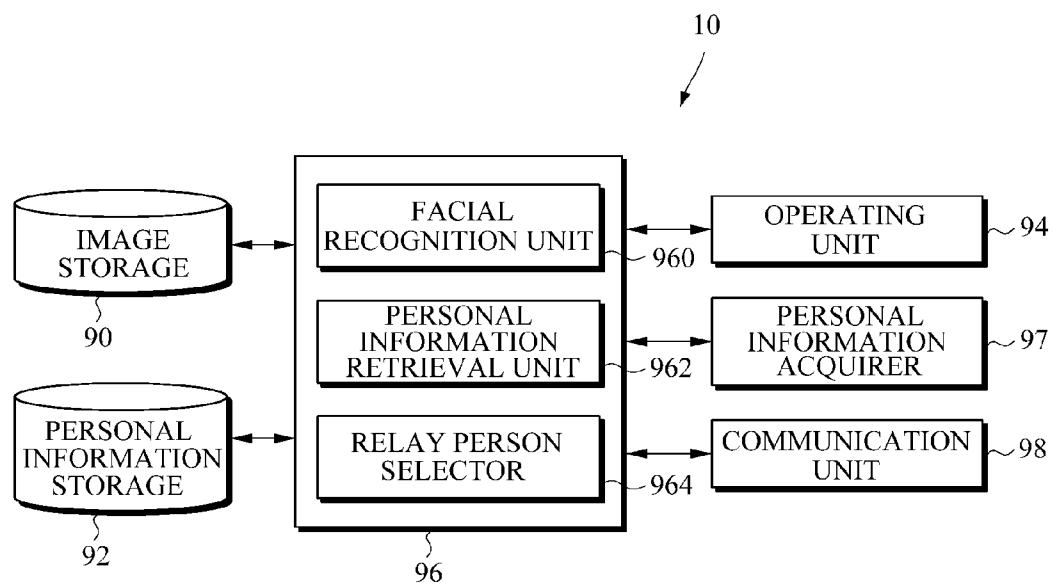 10
IMAGE
STORAGE
90
PERSONAL
INFORMATION
STORAGE
92
FACIAL
RECOGNITION UNIT
960
PERSONAL
INFORMATION
RETRIEVAL UNIT
962
RELAY PERSON
SELECTOR
964
96
OPERATING
UNIT
94
PERSONAL
INFORMATION
ACQUIRER
97
COMMUNICATION
UNIT
98